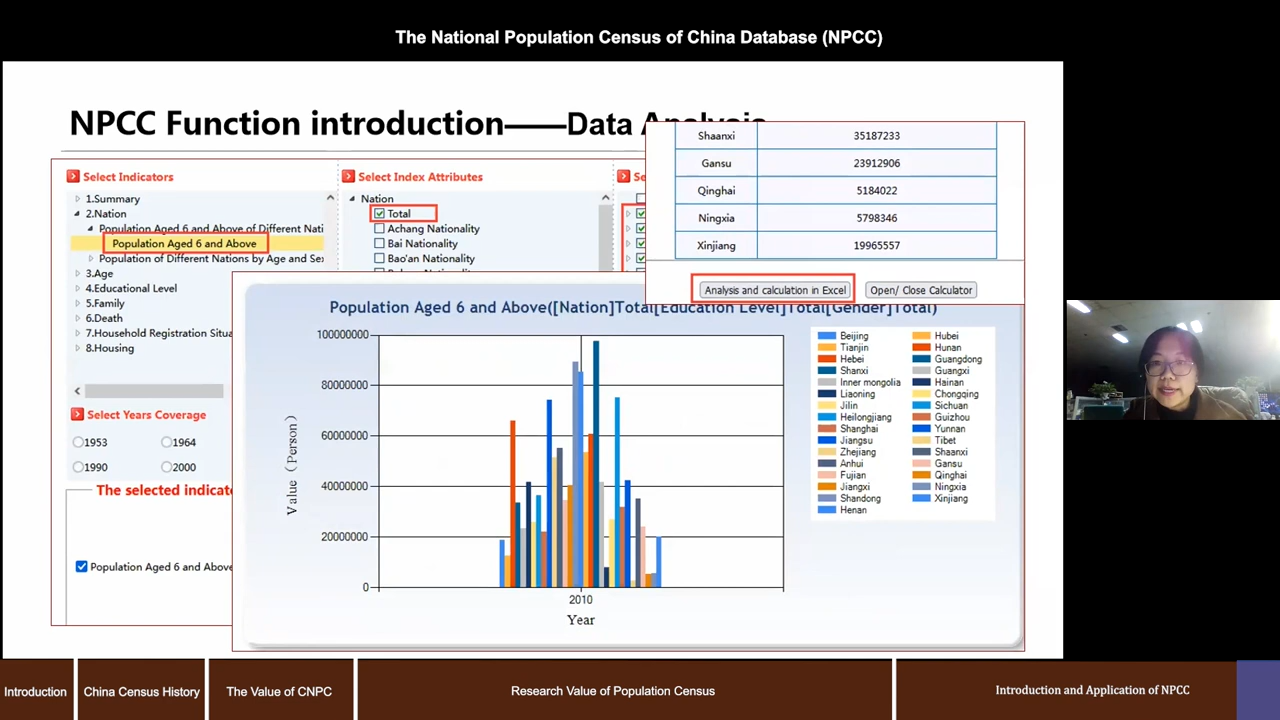 The National Population Census of China Database (NPCC)
NPCC Function introduction——Data Analysis
Select Indicators
1.Summary
2.Nation
Population Aged 6 and Above of Different Nati
Population Aged 6 and Above
Population of Different Nations by Age and Se
3.Age
4.Educational Level
5.Family
6.Death
7.Household Registration Situa
8.Housing
Select Years Coverage
1953
1964
1990
2000
The selected indicato
Population Aged 6 and Above
Select Index Attributes
Nation
Total
Achang Nationality
Bai Nationality
Bao'an Nationality
Se
Shaanxi 35187233
Gansu 23912906
Qinghai 5184022
Ningxia 5798346
Xinjiang 19965557
Analysis and calculation in Excel
Open/ Close Calculator
Population Aged 6 and Above([Nation]Total[Education Level]Total[Gender]Total)
Value (Person)
100000000
80000000
60000000
40000000
20000000
0
2010
Year
Beijing
Tianjin
Hebei
Shanxi
Inner mongolia
Liaoning
Jilin
Heilongjiang
Shanghai
Jiangsu
Zhejiang
Anhui
Fujian
Jiangxi
Shandong
Henan
Hubei
Hunan
Guangdong
Guangxi
Hainan
Chongqing
Sichuan
Guizhou
Yunnan
Tibet
Shaanxi
Gansu
Qinghai
Ningxia
Xinjiang
Introduction
China Census History
The Value of CNPC
Research Value of Population Census
Introduction and Application of NPCC